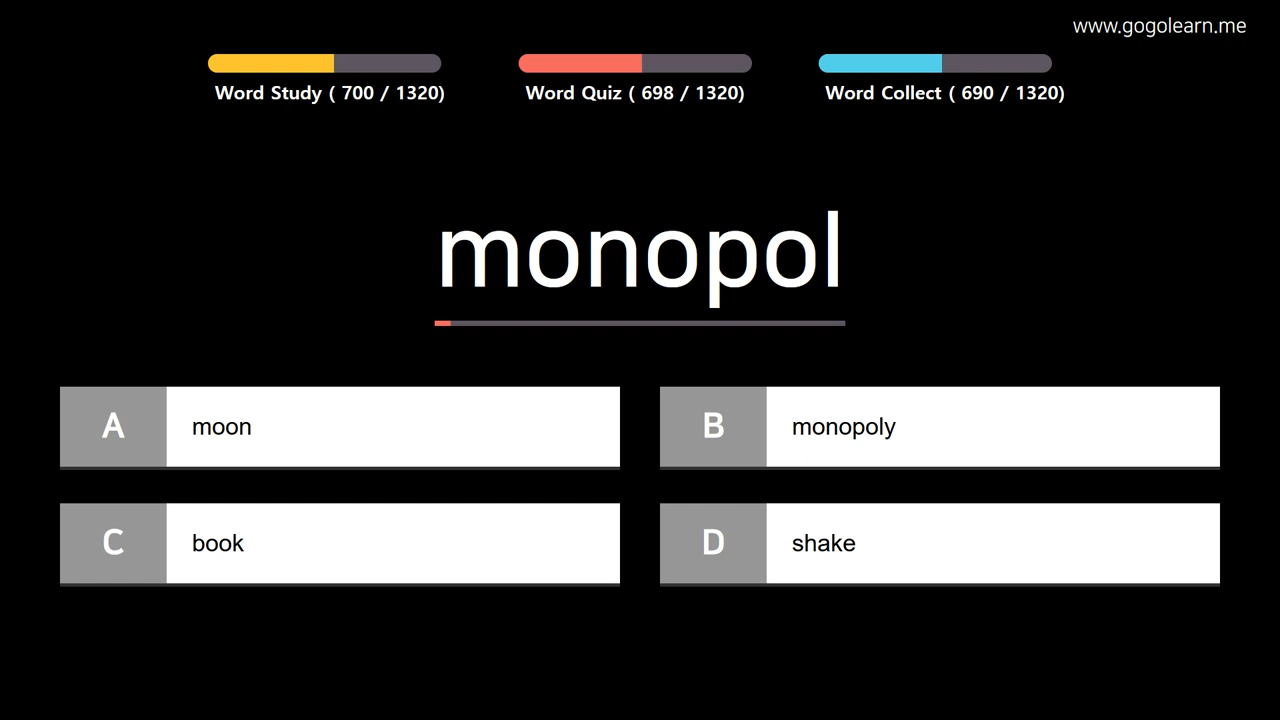 www.gogolearn.me
Word Study ( 700 / 1320)
Word Quiz ( 698 / 1320)
Word Collect ( 690 / 1320)
monopol
A moon
B monopoly
C book
D shake